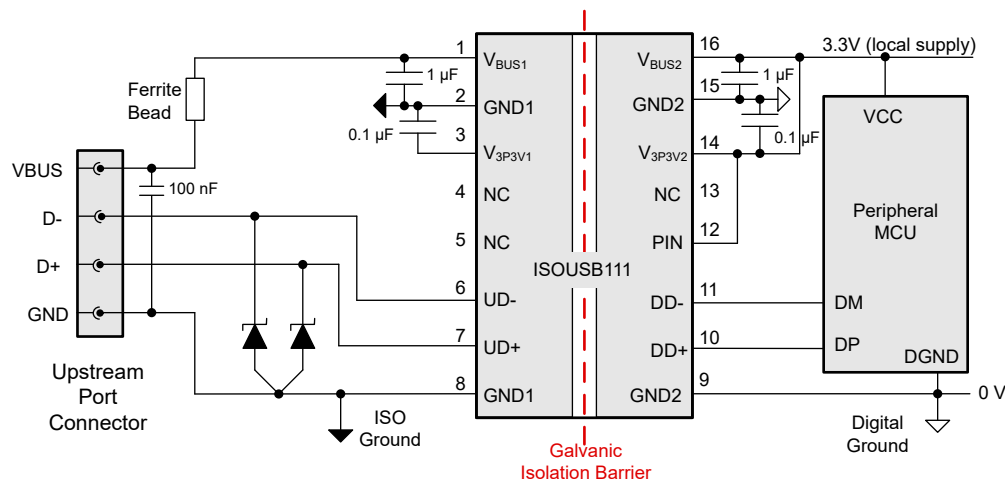 Ferrite
Bead
VBUS
D-
D+
GND
Upstream
Port
Connector
100 nF
1 µF
0.1 µF
ISO
Ground
1
2
3
4
5
6
7
8
VBUS1
GND1
V3P3V1
NC
NC
UD-
UD+
GND1
ISOUSB111
Galvanic
Isolation Barrier
VBUS2
GND2
V3P3V2
NC
PIN
DD-
DD+
GND2
16
15
14
13
12
11
10
9
1 µF
0.1 µF
3.3V (local supply)
VCC
Peripheral
MCU
DM
DP
DGND
0 V
Digital
Ground